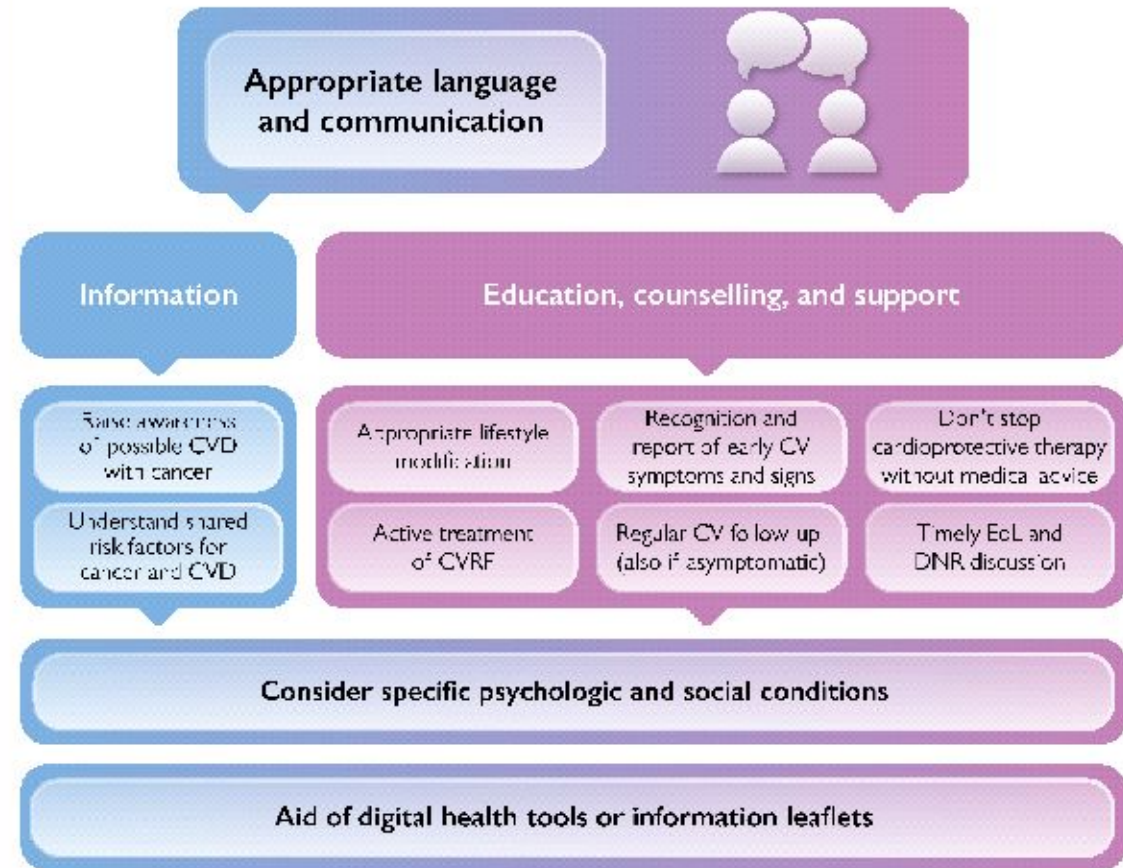 Appropriate language
and communication
Information
Education, counselling, and support
Raise awareness
of possible CVD
with cancer
Understand shared
risk factors for
cancer and CVD
Appropriate lifestyle
modification
Recognition and
report of early CV
symptoms and signs
Don't stop
cardioprotective therapy
without medical advice
Active treatment
of CVRF
Regular CV follow-up
(also if asymptomatic)
Timely EoL and
DNR discussion
Consider specific psychologic and social conditions
Aid of digital health tools or information leaflets